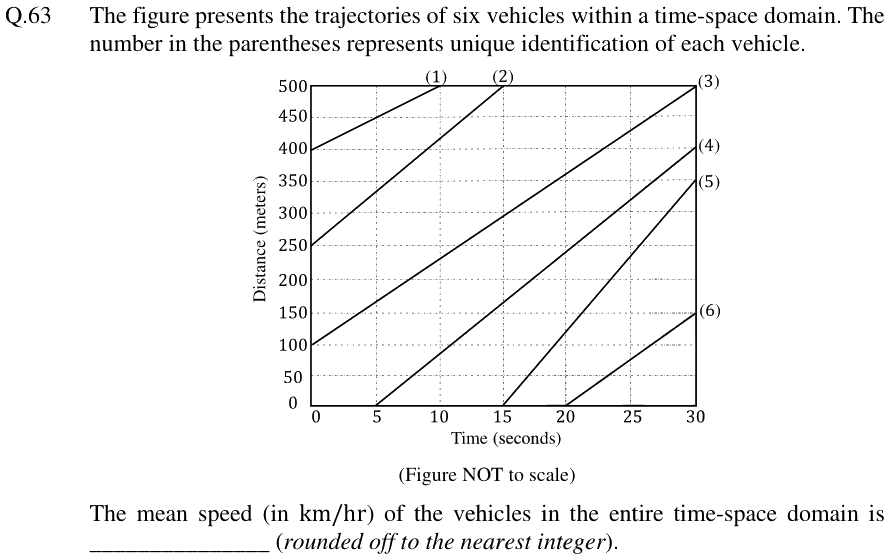 Q.63 The figure presents the trajectories of six vehicles within a time-space domain. The
number in the parentheses represents unique identification of each vehicle.
(1) (2)
500 (3)
450
400 (4)
350 (5)
300
250
200
150 (6)
100
50
0
Distance (meters)
0 5 10 15 20 25 30
Time (seconds)
(Figure NOT to scale)
The mean speed (in km/hr) of the vehicles in the entire time-space domain is
________________ (rounded off to the nearest integer).